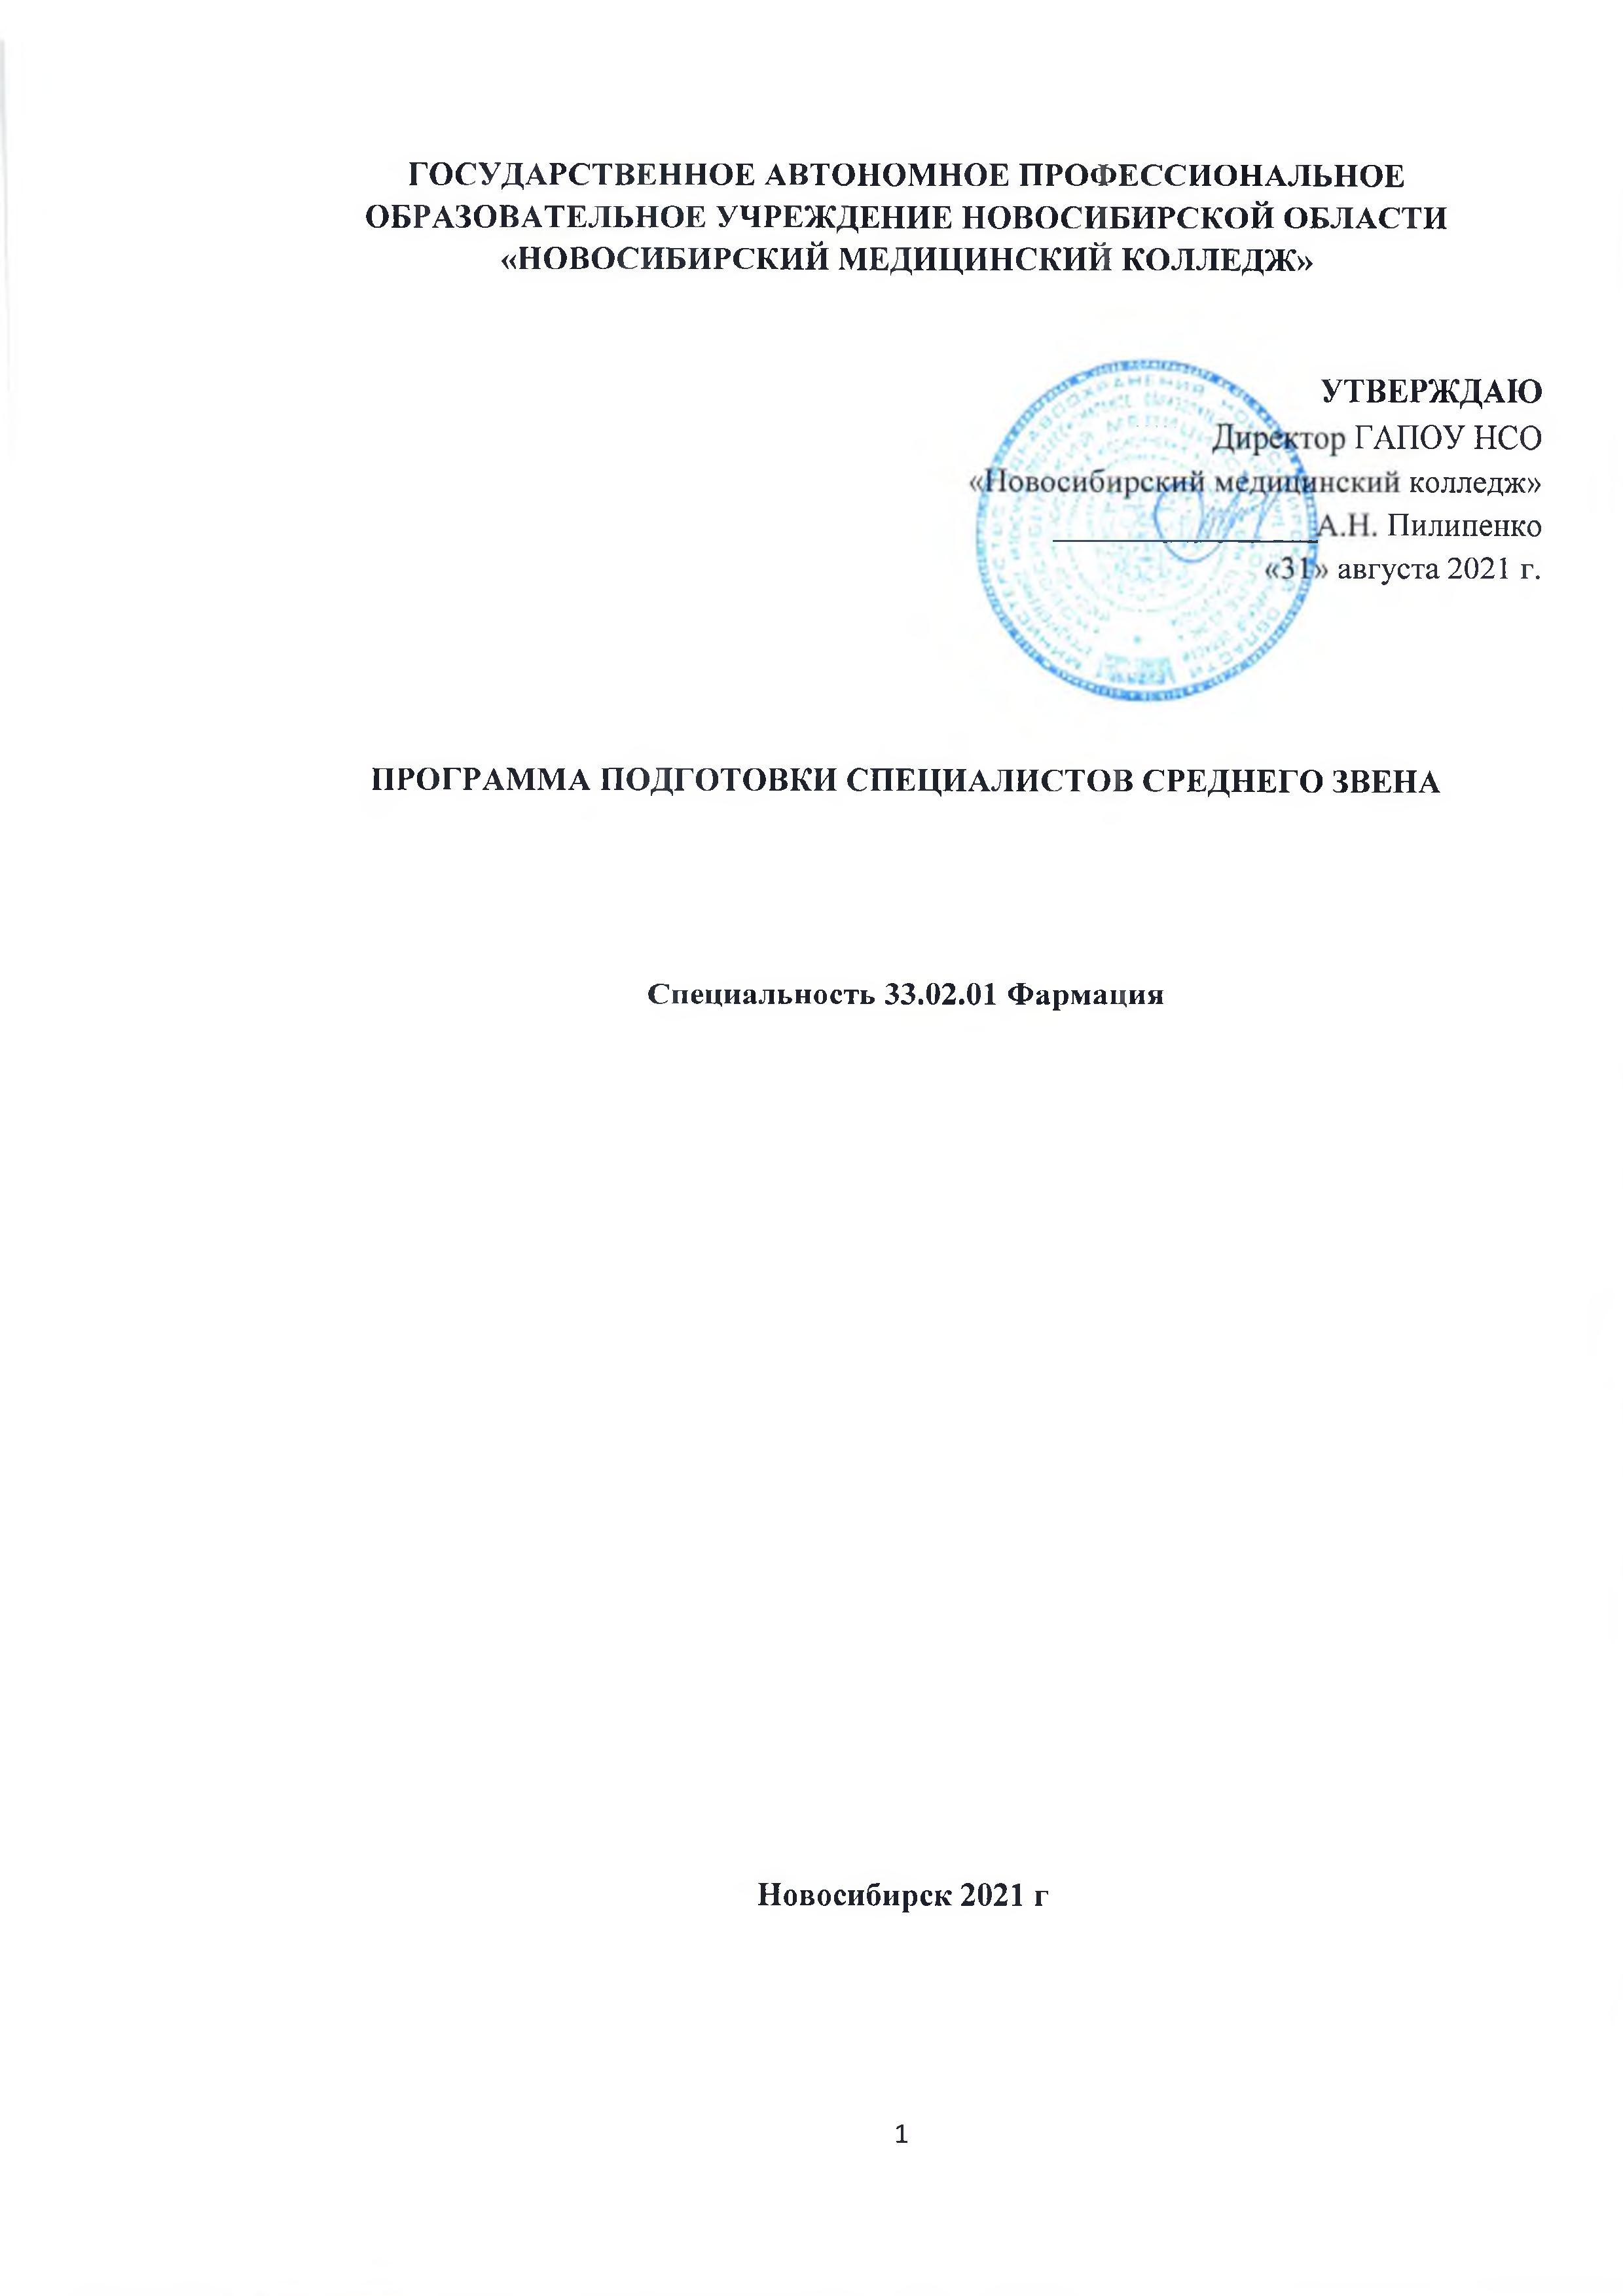 ГОСУДАРСТВЕННОЕ АВТОНОМНОЕ ПРОФЕССИОНАЛЬНОЕ
ОБРАЗОВАТЕЛЬНОЕ УЧРЕЖДЕНИЕ НОВОСИБИРСКОЙ ОБЛАСТИ
«НОВОСИБИРСКИЙ МЕДИЦИНСКИЙ КОЛЛЕДЖ»
УТВЕРЖДАЮ
Директор ГАПОУ НСО
«Новосибирский медицинский колледж»
А.Н. Пилипенко
«31» августа 2021 г.
ПРОГРАММА ПОДГОТОВКИ СПЕЦИАЛИСТОВ СРЕДНЕГО ЗВЕНА
Специальность 33.02.01 Фармация
Новосибирск 2021 г
1